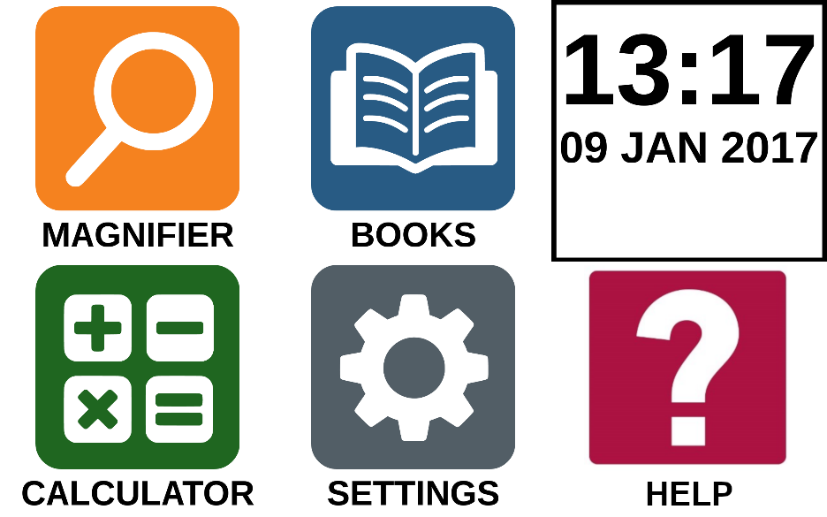 13:17
09 JAN 2017
MAGNIFIER
BOOKS
CALCULATOR
SETTINGS
HELP